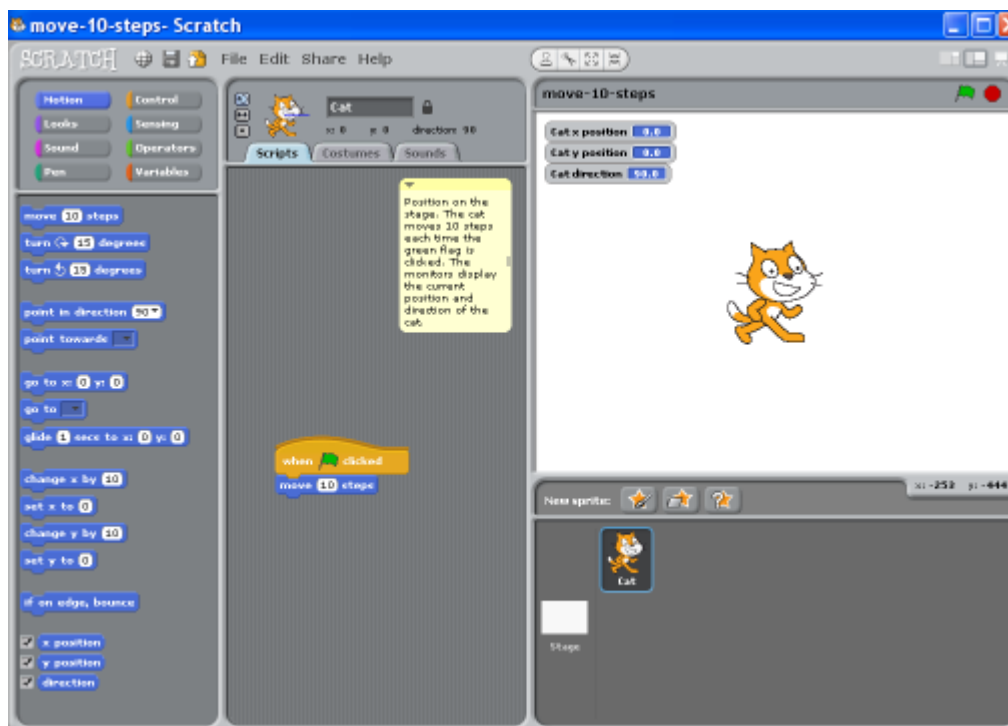 move-10-steps- Scratch
SCRATCH File Edit Share Help
Motion Control
Looks Sensing
Sound Operators
Pen Variables
move 10 steps
turn 15 degrees
turn 15 degrees
point in direction 90
point towards
go to x: 0 y: 0
go to
glide 1 secs to x: 0 y: 0
change x by 10
set x to 0
change y by 10
set y to 0
if on edge, bounce
x position
y position
direction
Cat
x: 0 y: 0 direction: 90
Scripts Costumes Sounds
Position on the
stage. The cat
moves 10 steps
each time the
green flag is
clicked. The
monitors display
the current
position and
direction of the
cat.
when clicked
move 10 steps
move-10-steps
Cat x position 0.0
Cat y position 0.0
Cat direction 90.0
x: -253 y: -444
New sprite:
Cat
Stage